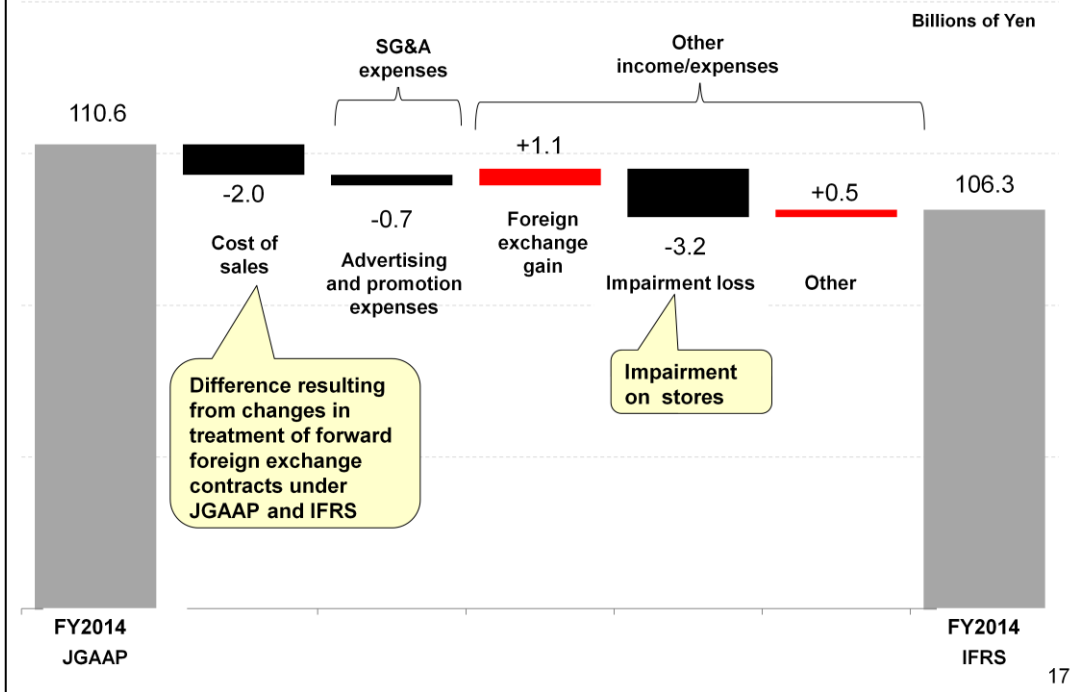 Billions of Yen
SG&A
expenses
Other
income/expenses
110.6
-2.0
Cost of
sales
-0.7
Advertising
and promotion
expenses
+1.1
Foreign
exchange
gain
-3.2
Impairment loss
+0.5
Other
106.3
Difference resulting
from changes in
treatment of forward
foreign exchange
contracts under
JGAAP and IFRS
Impairment
on stores
FY2014
JGAAP
FY2014
IFRS
17